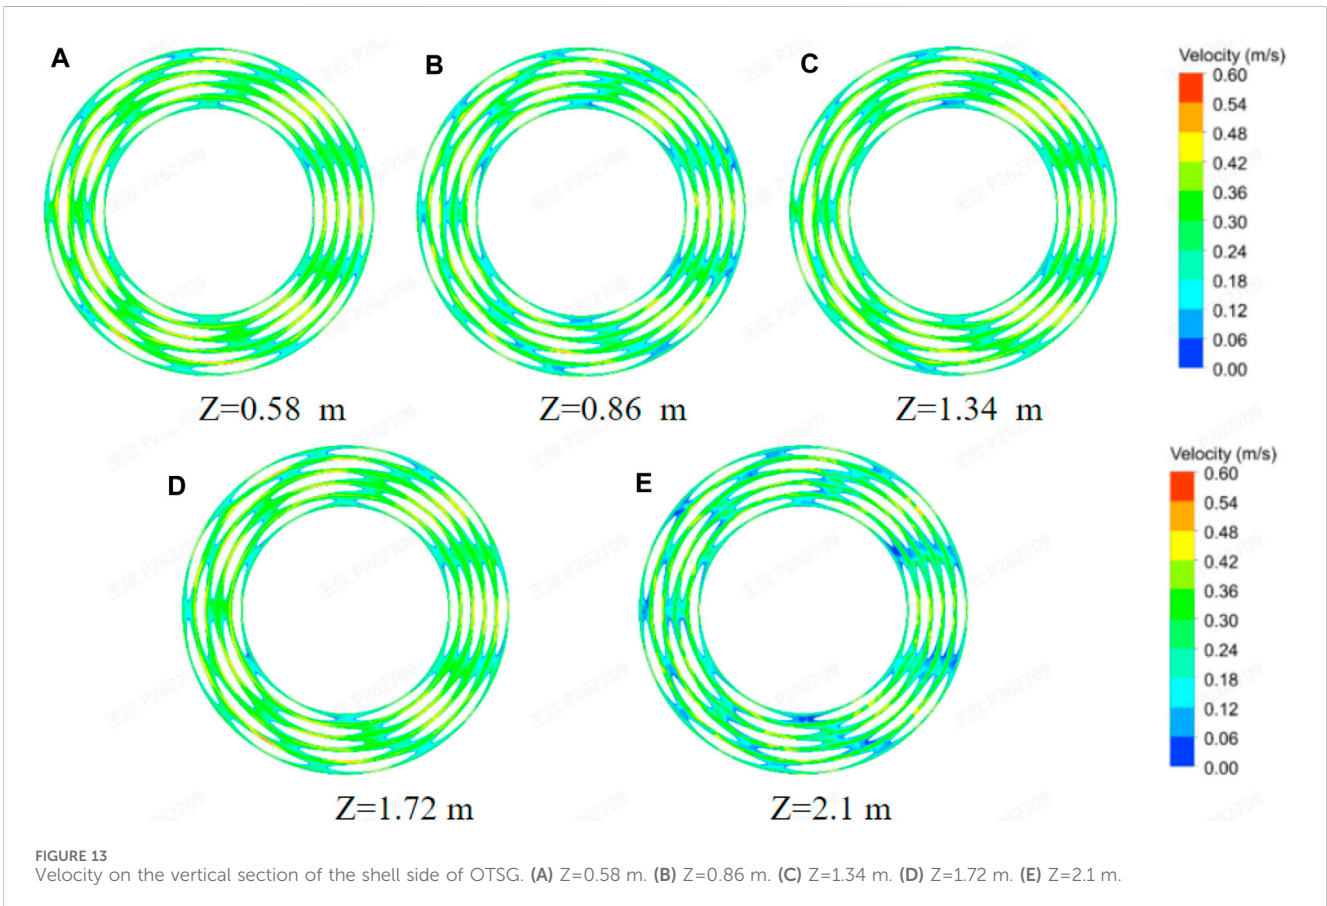 A
B
C
Velocity (m/s)
0.60
0.54
0.48
0.42
0.36
0.30
0.24
0.18
0.12
0.06
0.00
Z=0.58 m
Z=0.86 m
Z=1.34 m
D
E
Velocity (m/s)
0.60
0.54
0.48
0.42
0.36
0.30
0.24
0.18
0.12
0.06
0.00
Z=1.72 m
Z=2.1 m
FIGURE 13
Velocity on the vertical section of the shell side of OTSG. (A) Z=0.58 m. (B) Z=0.86 m. (C) Z=1.34 m. (D) Z=1.72 m. (E) Z=2.1 m.